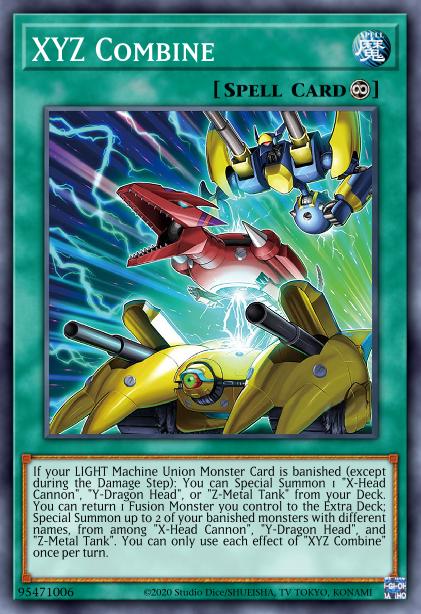 XYZ Combine
SPELL
魔
[Spell Card]
If your LIGHT Machine Union Monster Card is banished (except
during the Damage Step): You can Special Summon 1 "X-Head
Cannon", "Y-Dragon Head", or "Z-Metal Tank" from your Deck.
You can return 1 Fusion Monster you control to the Extra Deck;
Special Summon up to 2 of your banished monsters with different
names, from among "X-Head Cannon", "Y-Dragon Head", and
"Z-Metal Tank". You can only use each effect of "XYZ Combine"
once per turn.
95471006
©2020 Studio Dice/SHUEISHA, TV TOKYO, KONAMI